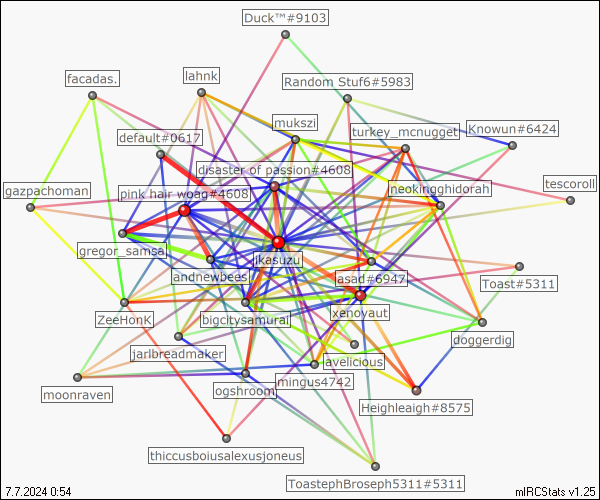 Duck™#9103
facadas.
lahnk
Random Stuf6#5983
mukszi
turkey_mcnugget
Knowun#6424
default#0617
disaster of passion#4608
gazpachoman
pink hair woag#4608
neokingghidorah
tescoroll
gregor_samsa
jkasuzu
andnewbees
asad#6947
Toast#5311
xenovaut
ZeeHonK
bigcitysamurai
doggerdig
jarlbreadmaker
avelicious
mingus4742
moonraven
ogshroom
Heighleigh#8575
thiccusboiusalexusjoneus
ToastephBroseph5311#5311
7.7.2024 0:54
mIRCStats v1.25